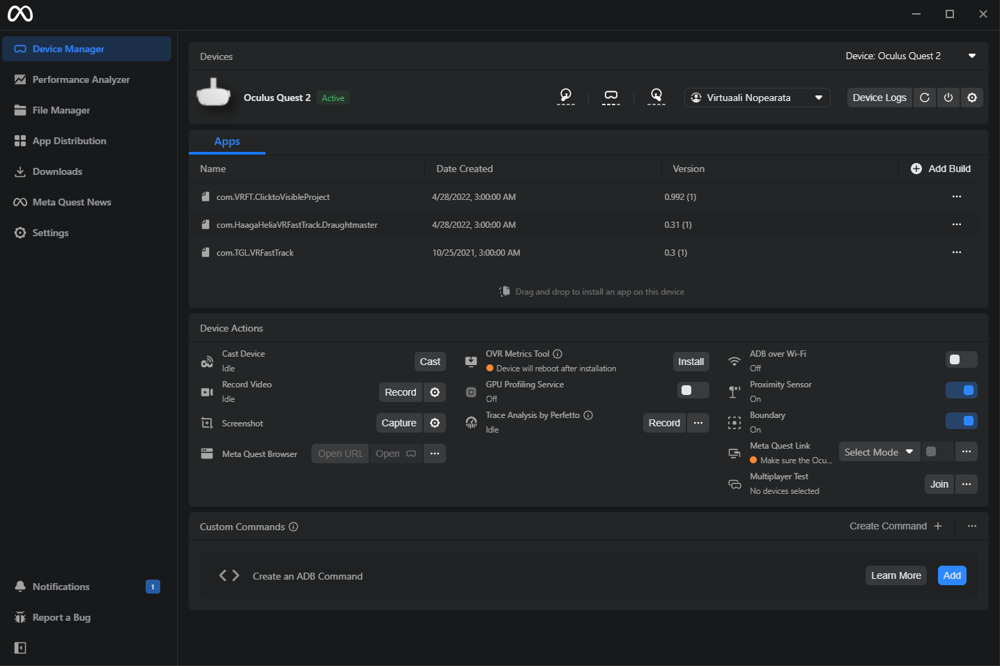 Device Manager
Performance Analyzer
File Manager
App Distribution
Downloads
Meta Quest News
Settings
Notifications 1
Report a Bug
Devices
Device: Oculus Quest 2
Oculus Quest 2 Active
Virtuaali Nopearata
Device Logs
Apps
Name Date Created Version Add Build
com.VRFT.ClicktoVisibleProject 4/28/2022, 3:00:00 AM 0.992 (1)
com.HaagaHeliaVRFastTrack.Draughtmaster 4/28/2022, 3:00:00 AM 0.31 (1)
com.TGL.VRFastTrack 10/25/2021, 3:00:00 AM 0.3 (1)
Drag and drop to install an app on this device
Device Actions
Cast Device
Idle
Cast
Record Video
Idle
Record
Screenshot
Capture
Meta Quest Browser
Open URL
Open
OVR Metrics Tool
Device will reboot after installation
Install
GPU Profiling Service
Off
Trace Analysis by Perfetto
Idle
Record
ADB over Wi-Fi
Off
Proximity Sensor
On
Boundary
On
Meta Quest Link
Make sure the Ocu...
Select Mode
Multiplayer Test
No devices selected
Join
Custom Commands
Create Command +
Create an ADB Command
Learn More
Add